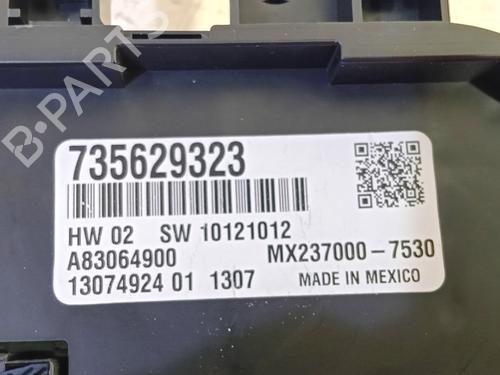 B-PARTS
735629323
HW 02 SW 10121012
A83064900 MX237000-7530
13074924 01 1307 MADE IN MEXICO